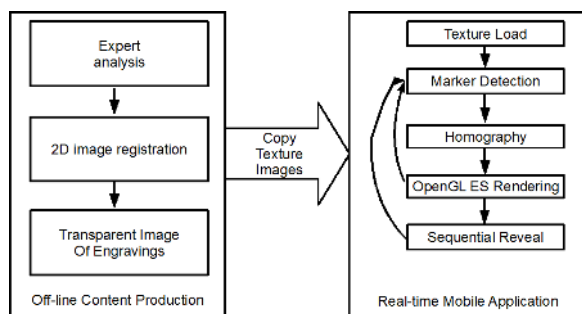 Expert
analysis
2D image registration
Transparent Image
Of Engravings
Off-line Content Production
Copy
Texture
Images
Texture Load
Marker Detection
Homography
OpenGL ES Rendering
Sequential Reveal
Real-time Mobile Application